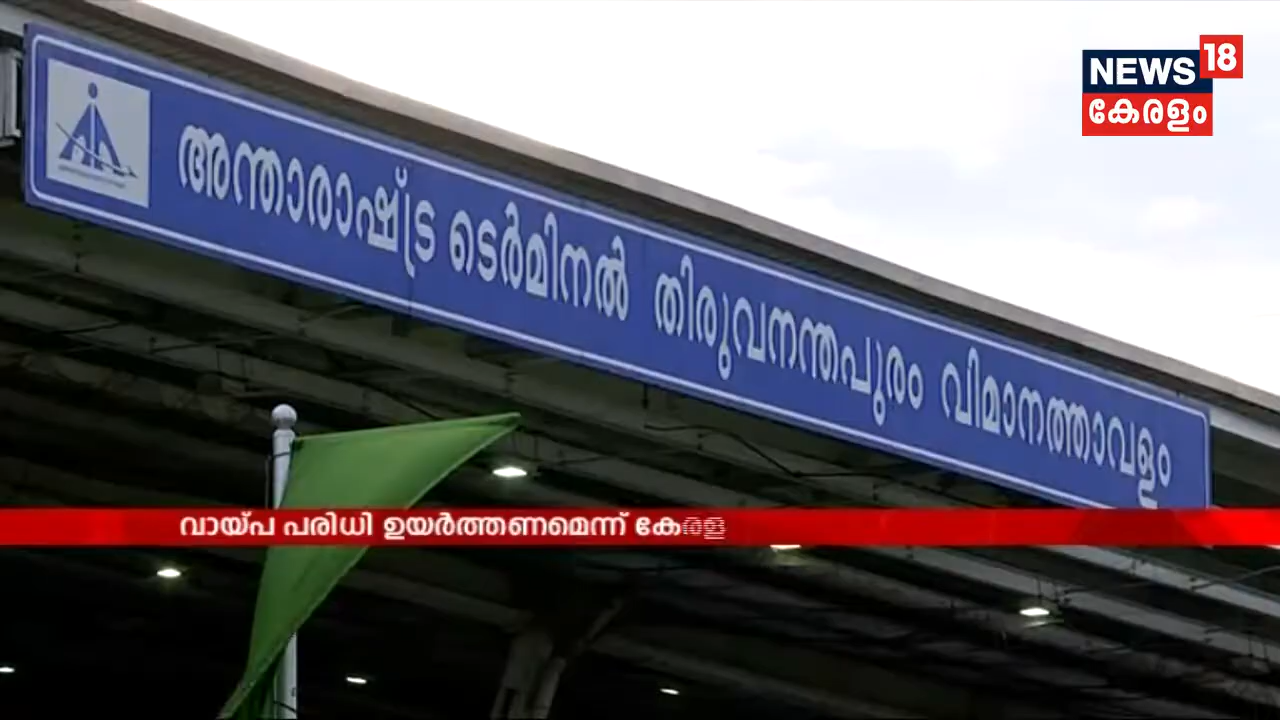 NEWS 18
കേരളം
അന്താരാഷ്ട്ര ടെർമിനൽ തിരുവനന്തപുരം വിമാനത്താവളം
വായ്പ പരിധി ഉയർത്തണമെന്ന് കേരള